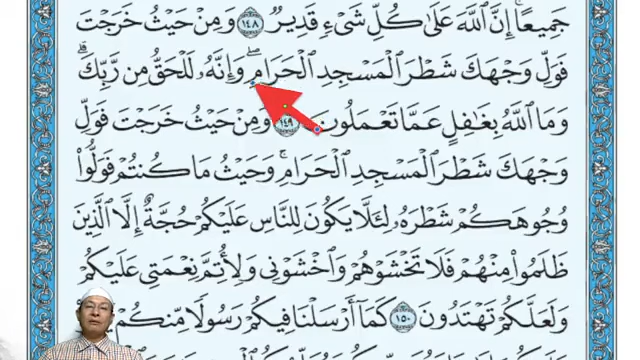 جَمِيعًا ۚ إِنَّ ٱللَّهَ عَلَىٰ كُلِّ شَىْءٍ قَدِيرٌ ١٤٨ وَمِنْ حَيْثُ خَرَجْتَ
فَوَلِّ وَجْهَكَ شَطْرَ ٱلْمَسْجِدِ ٱلْحَرَامِ ۖ وَإِنَّهُۥ لَلْحَقُّ مِن رَّبِّكَ ۗ
وَمَا ٱللَّهُ بِغَٰفِلٍ عَمَّا تَعْمَلُونَ ١٤٩ وَمِنْ حَيْثُ خَرَجْتَ فَوَلِّ
وَجْهَكَ شَطْرَ ٱلْمَسْجِدِ ٱلْحَرَامِ ۚ وَحَيْثُ مَا كُنتُمْ فَوَلُّوا۟
وُجُوهَكُمْ شَطْرَهُۥ لِئَلَّا يَكُونَ لِلنَّاسِ عَلَيْكُمْ حُجَّةٌ إِلَّا ٱلَّذِينَ
ظَلَمُوا۟ مِنْهُمْ فَلَا تَخْشَوْهُمْ وَٱخْشَوْنِى وَلِأُتِمَّ نِعْمَتِى عَلَيْكُمْ
وَلَعَلَّكُمْ تَهْتَدُونَ ١٥٠ كَمَآ أَرْسَلْنَا فِيكُمْ رَسُولًا مِّنكُمْ